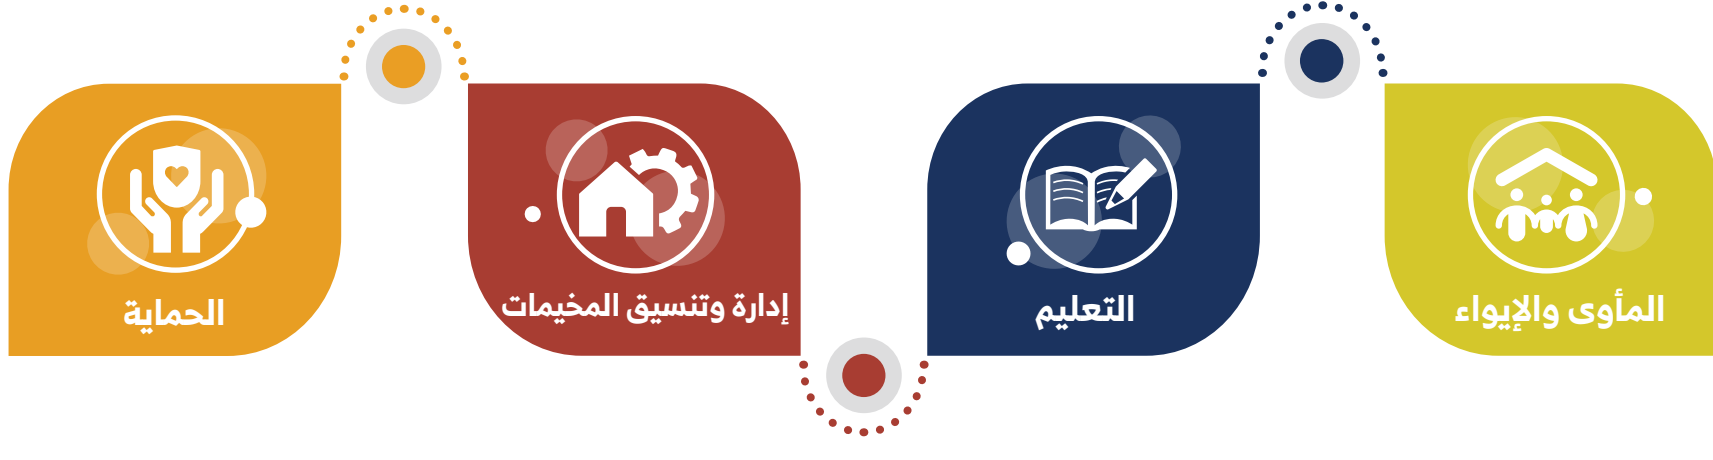 المأوى والإيواء
التعليم
إدارة وتنسيق المخيمات
الحماية